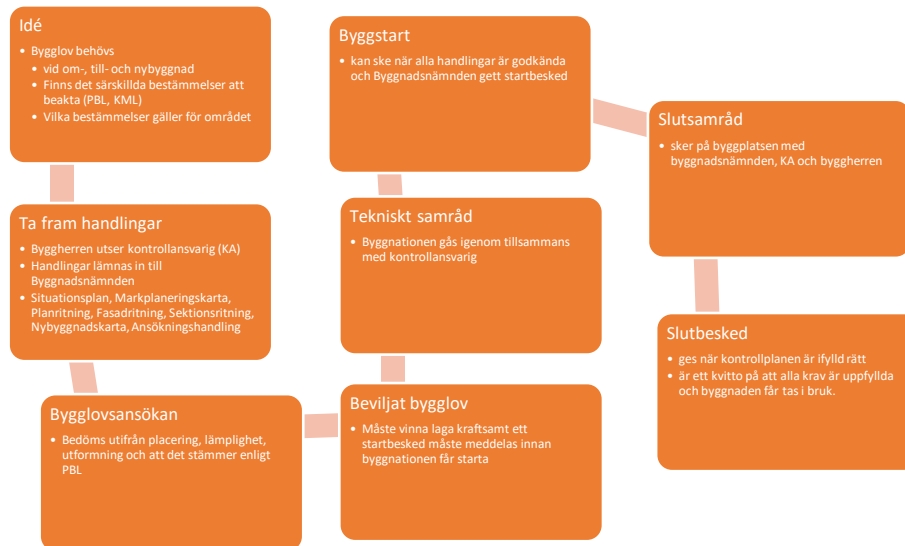 Idé
• Bygglov behövs
• vid om-, till- och nybyggnad
• Finns det särskillda bestämmelser att
beakta (PBL, KML)
• Vilka bestämmelser gäller för området
Ta fram handlingar
• Byggherren utser kontrollansvarig (KA)
• Handlingar lämnas in till
Byggnadsnämnden
• Situationsplan, Markplaneringskarta,
Planritning, Fasadritning, Sektionsritning,
Nybyggnadskarta, Ansökningshandling
Bygglovsansökan
• Bedöms utifrån placering, lämplighet,
utformning och att det stämmer enligt
PBL
Beviljat bygglov
• Måste vinna laga kraftsamt ett
startbesked måste meddelas innan
byggnationen får starta
Tekniskt samråd
• Byggnationen gås igenom tillsammans
med kontrollansvarig
Byggstart
• kan ske när alla handlingar är godkända
och Byggnadsnämnden gett startbesked
Slutsamråd
• sker på byggplatsen med
byggnadsnämnden, KA och byggherren
Slutbesked
• ges när kontrollplanen är ifylld rätt
• är ett kvitto på att alla krav är uppfyllda
och byggnaden får tas i bruk.